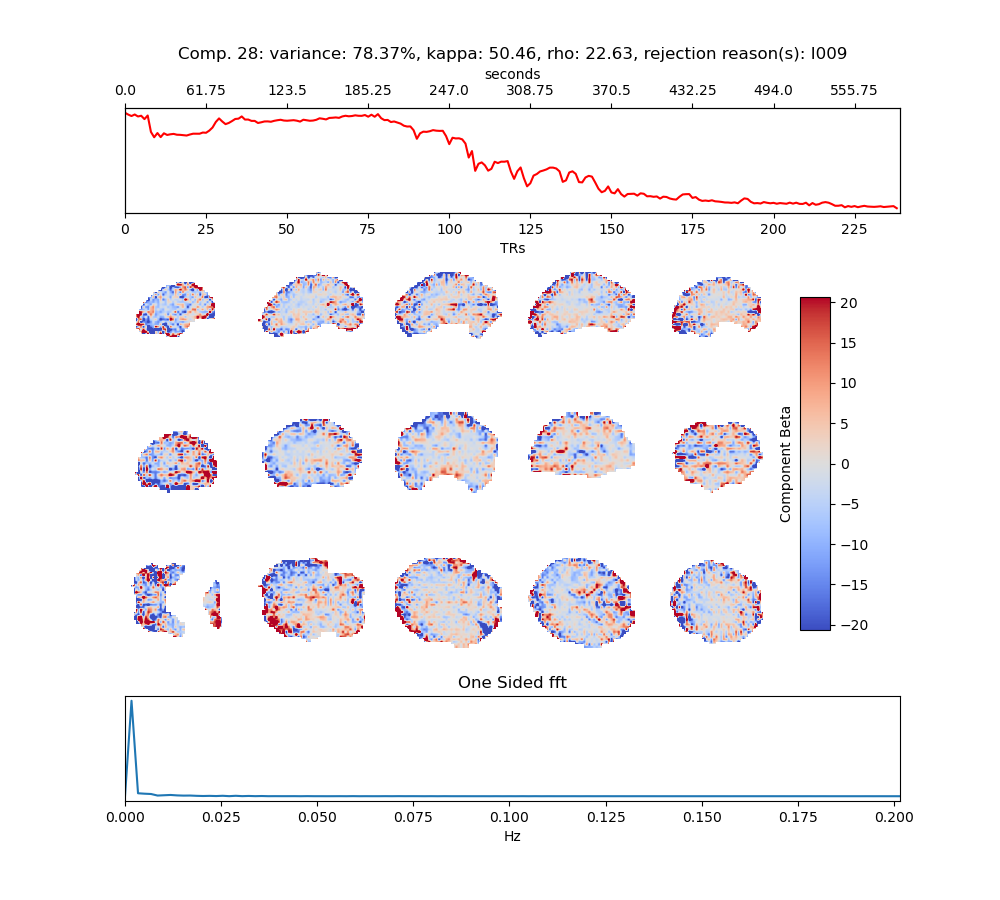 Comp. 28: variance: 78.37%, kappa: 50.46, rho: 22.63, rejection reason(s): I009
seconds
0.0 61.75 123.5 185.25 247.0 308.75 370.5 432.25 494.0 555.75
0 25 50 75 100 125 150 175 200 225
TRs
20
15
10
5
0
−5
−10
−15
−20
Component Beta
One Sided fft
0.000 0.025 0.050 0.075 0.100 0.125 0.150 0.175 0.200
Hz